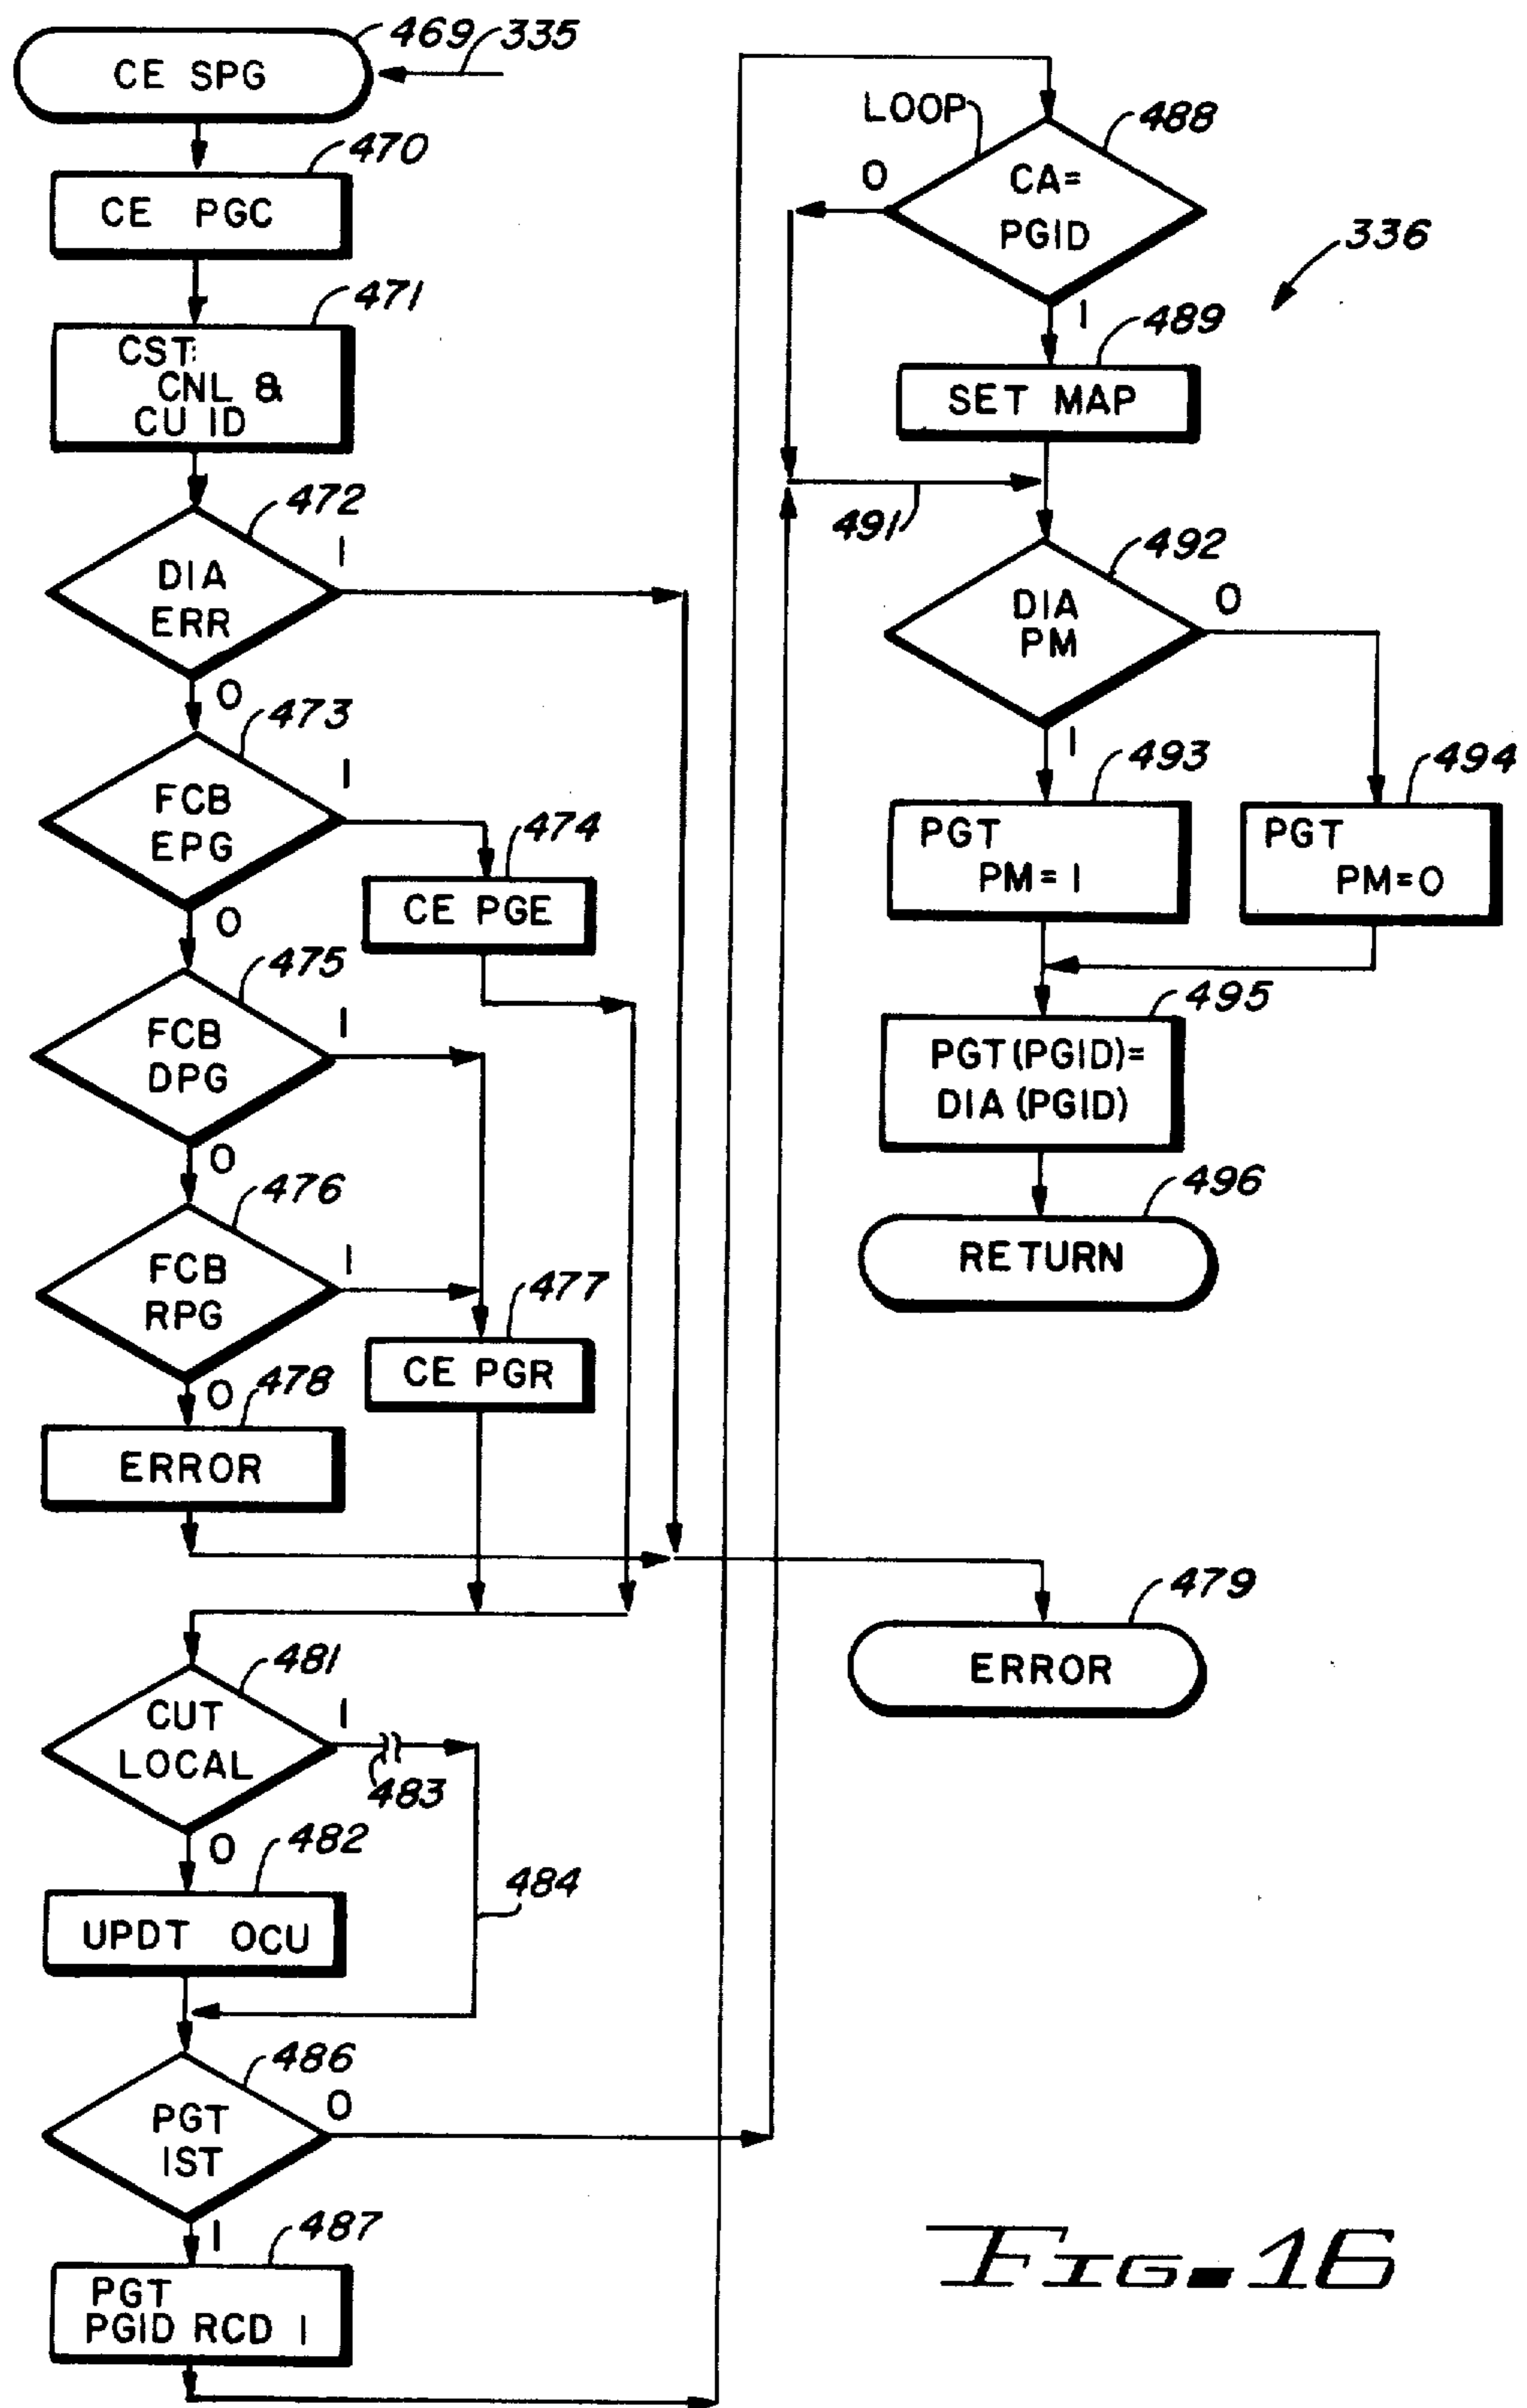 469
335
CE SPG
470
CE PGC
471
CST:
CNL &
CU ID
472
DIA
ERR
1
0
473
FCB
EPG
1
0
474
CE PGE
475
FCB
DPG
1
0
476
FCB
RPG
1
0
477
CE PGR
478
ERROR
481
CUT
LOCAL
1
483
0
482
UPDT OCU
484
486
PGT
IST
0
1
487
PGT
PGID RCD 1
LOOP
488
0
CA=
PGID
1
336
489
SET MAP
491
492
DIA
PM
0
1
493
PGT
PM=1
494
PGT
PM=0
495
PGT(PGID)=
DIA(PGID)
496
RETURN
479
ERROR
FIG. 16